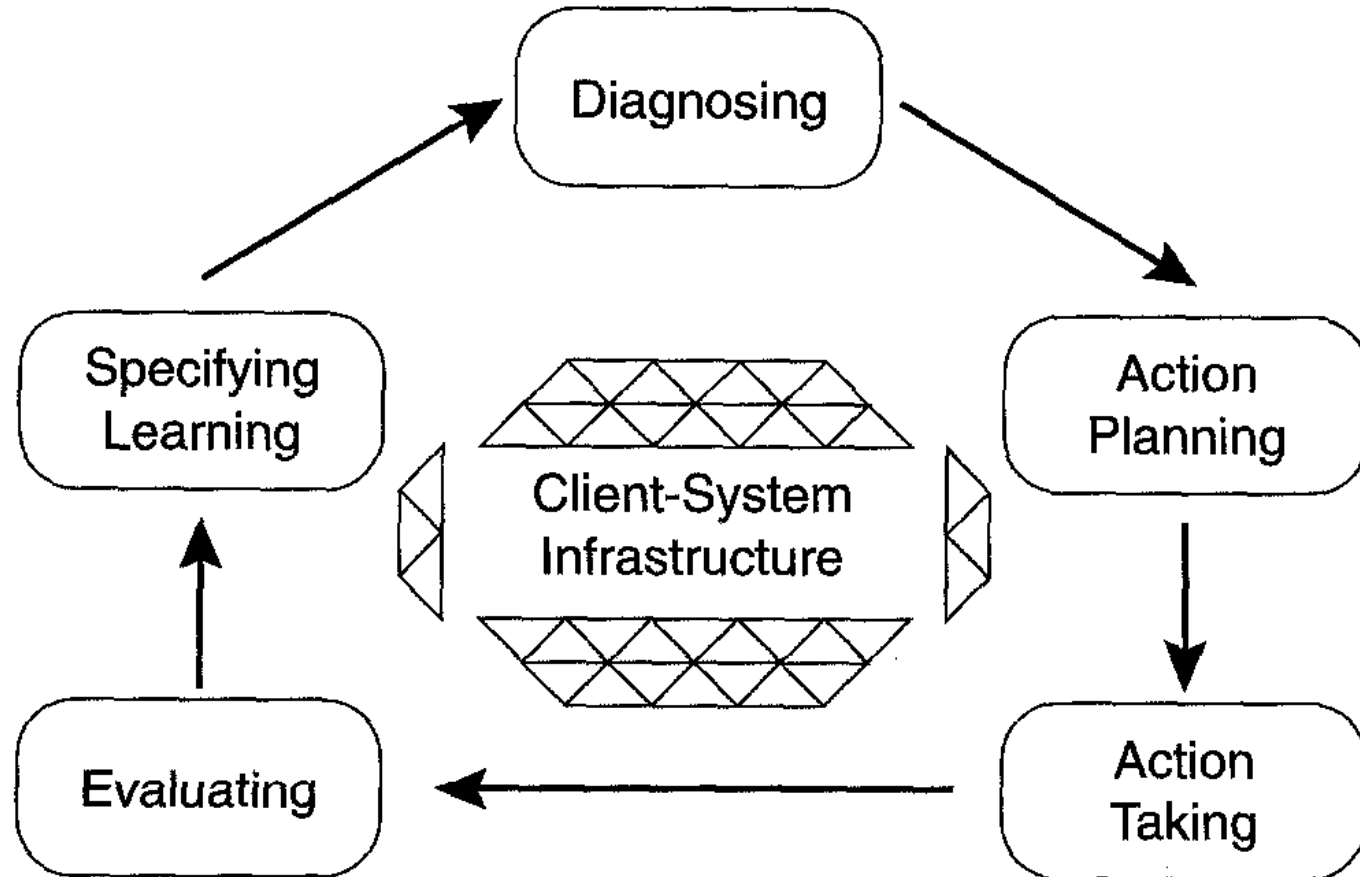 Diagnosing
Action
Planning
Action
Taking
Evaluating
Specifying
Learning
Client-System
Infrastructure